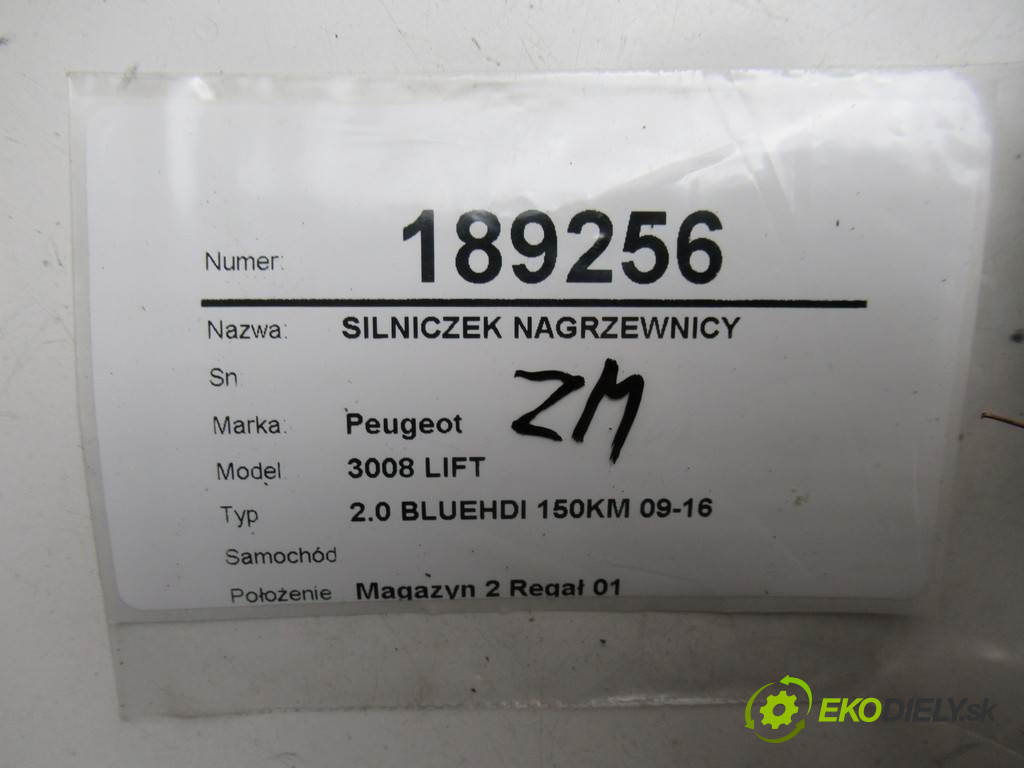 Numer: 189256
Nazwa: SILNICZEK NAGRZEWNICY
Sn
ZM
Marka: Peugeot
Model 3008 LIFT
Typ 2.0 BLUEHDI 150KM 09-16
Samochód
Położenie Magazyn 2 Regał 01
EKODIELY.sk